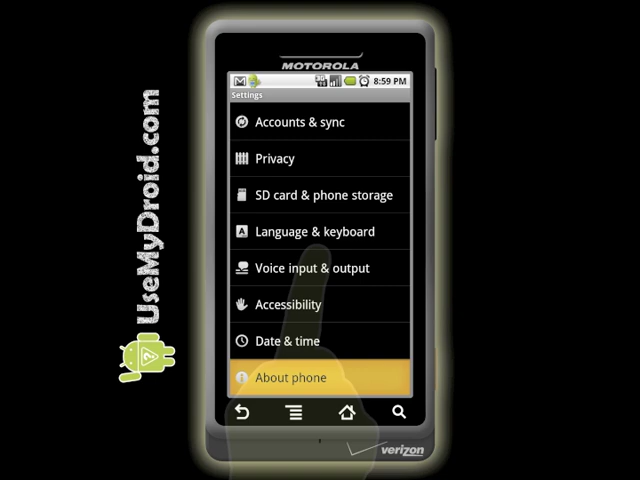 UseMyDroid.com
MOTOROLA
3G
8:59 PM
Settings
Accounts & sync
Privacy
SD card & phone storage
A
Language & keyboard
Voice input & output
Accessibility
Date & time
i
About phone
?
verizon